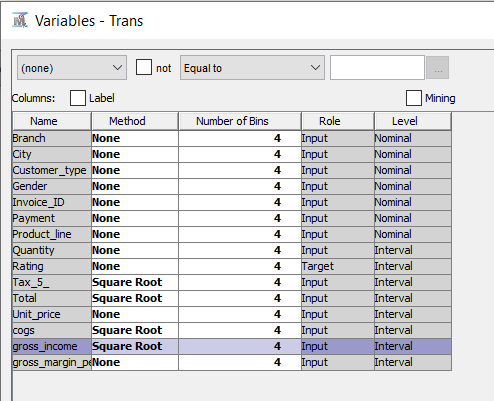 Variables - Trans
(none) not Equal to ...
Columns: Label Mining
Name Method Number of Bins Role Level
Branch None 4 Input Nominal
City None 4 Input Nominal
Customer_type None 4 Input Nominal
Gender None 4 Input Nominal
Invoice_ID None 4 Input Nominal
Payment None 4 Input Nominal
Product_line None 4 Input Nominal
Quantity None 4 Input Interval
Rating None 4 Target Interval
Tax_5_ Square Root 4 Input Interval
Total Square Root 4 Input Interval
Unit_price None 4 Input Interval
cogs Square Root 4 Input Interval
gross_income Square Root 4 Input Interval
gross_margin_pe None 4 Input Interval